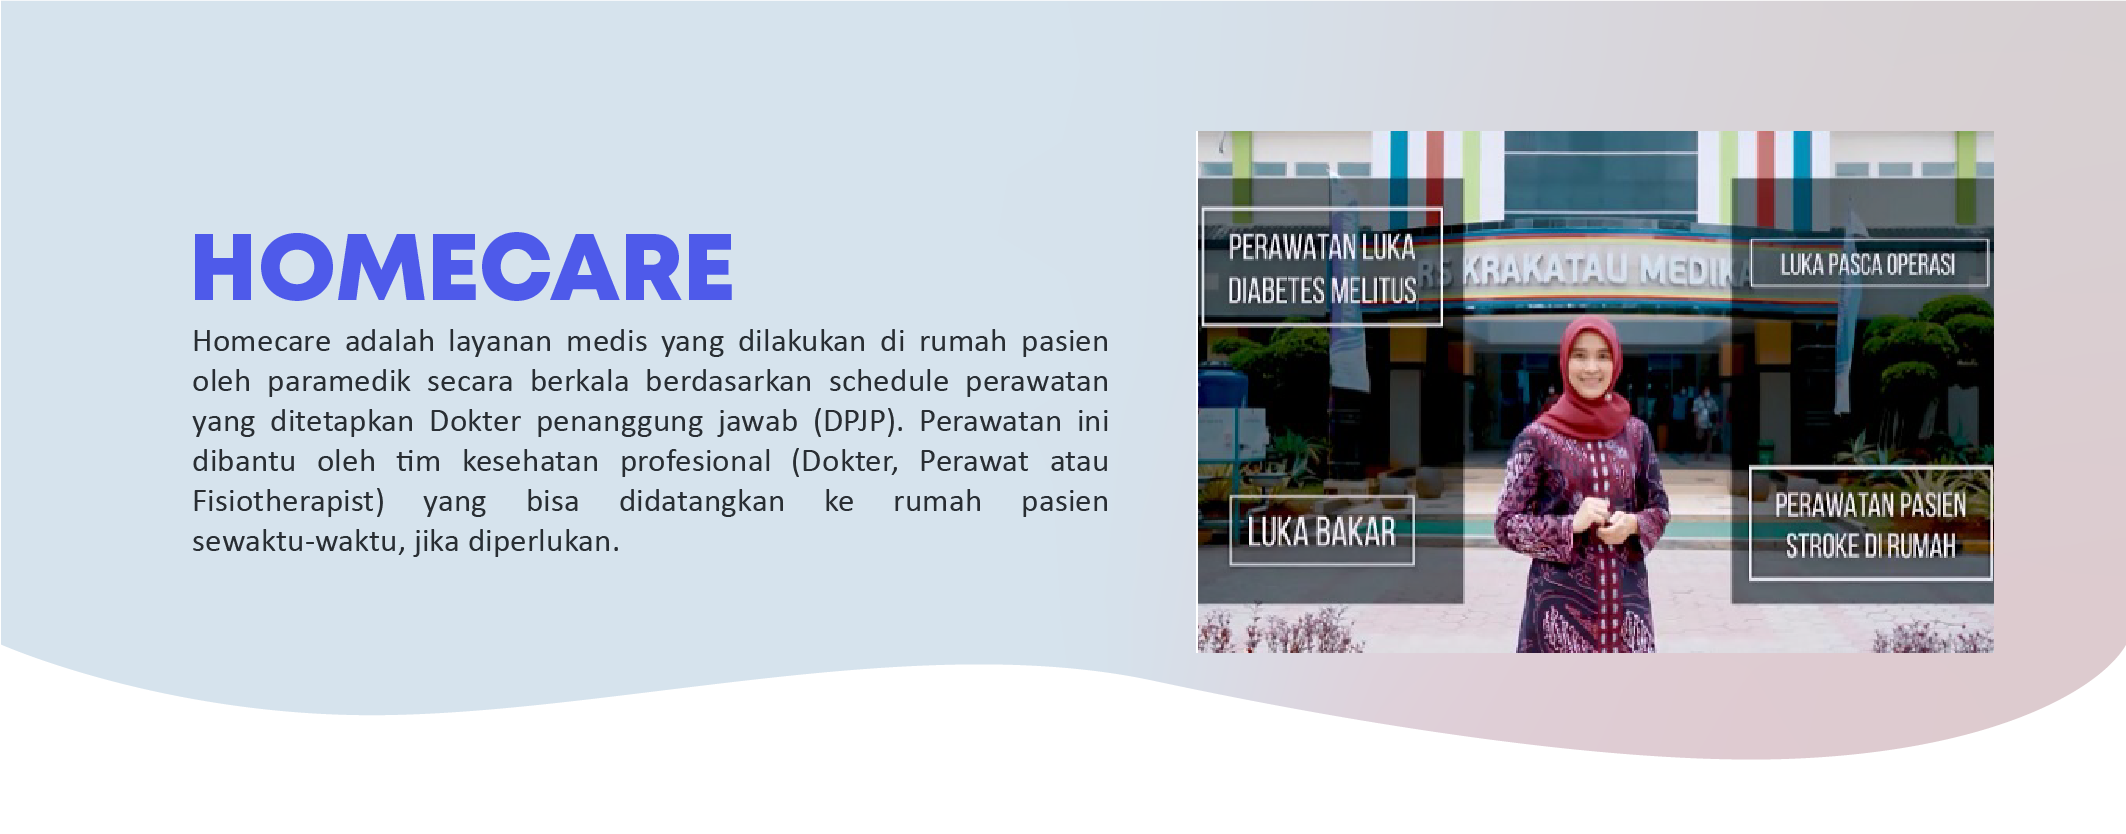 HOMECARE
Homecare adalah layanan medis yang dilakukan di rumah pasien
oleh paramedik secara berkala berdasarkan schedule perawatan
yang ditetapkan Dokter penanggung jawab (DPJP). Perawatan ini
dibantu oleh tim kesehatan profesional (Dokter, Perawat atau
Fisiotherapist) yang bisa didatangkan ke rumah pasien
sewaktu-waktu, jika diperlukan.
PERAWATAN LUKA
DIABETES MELITUS
RS KRAKATAU MEDIKA
LUKA PASCA OPERASI
LUKA BAKAR
PERAWATAN PASIEN
STROKE DI RUMAH